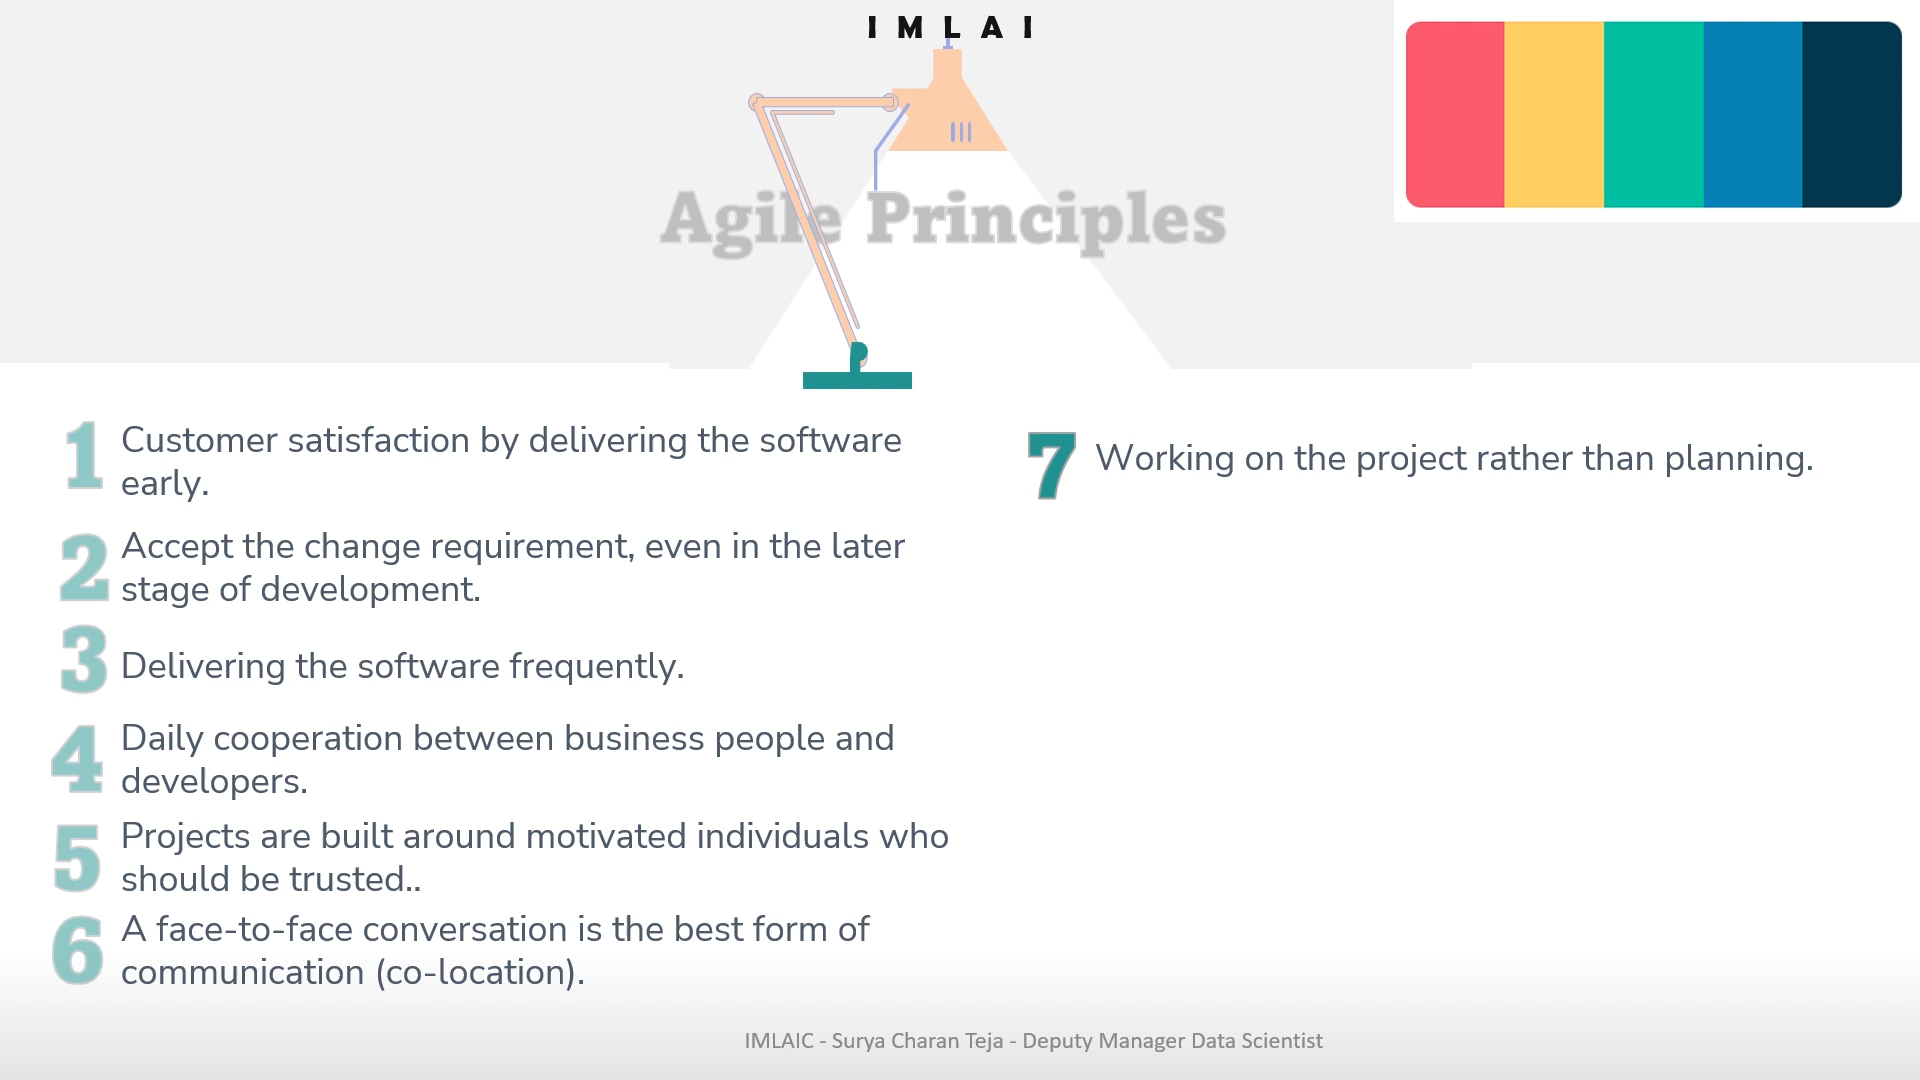 IMLAI
Agile Principles
1
Customer satisfaction by delivering the software
early.
2
Accept the change requirement, even in the later
stage of development.
3
Delivering the software frequently.
4
Daily cooperation between business people and
developers.
5
Projects are built around motivated individuals who
should be trusted..
6
A face-to-face conversation is the best form of
communication (co-location).
7
Working on the project rather than planning.
IMLAIC - Surya Charan Teja - Deputy Manager Data Scientist